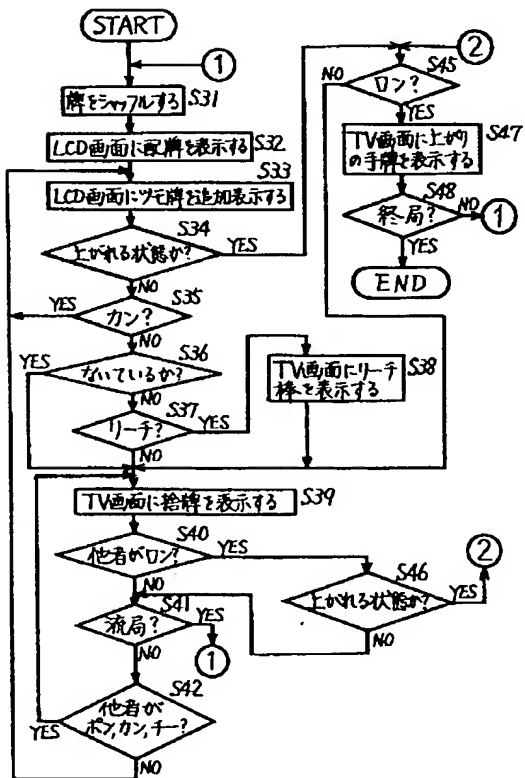 START
①
牌をシャッフルする
S31
LCD画面に配牌を表示する
S32
LCD画面にツモ牌を追加表示する
S33
上がれる状態か?
S34
YES
NO
カン?
S35
YES
NO
ないているか?
S36
YES
NO
リーチ?
S37
YES
NO
TV画面にリーチ
棒を表示する
S38
TV画面に捨牌を表示する
S39
他者がロン?
S40
YES
NO
流局?
S41
YES
①
NO
他者が
ポン,カン,チー?
S42
YES
NO
②
ロン?
S45
NO
YES
TV画面に上がり
の手牌を表示する
S47
終局?
S48
NO
①
YES
END
上がれる状態か?
S46
YES
②
NO